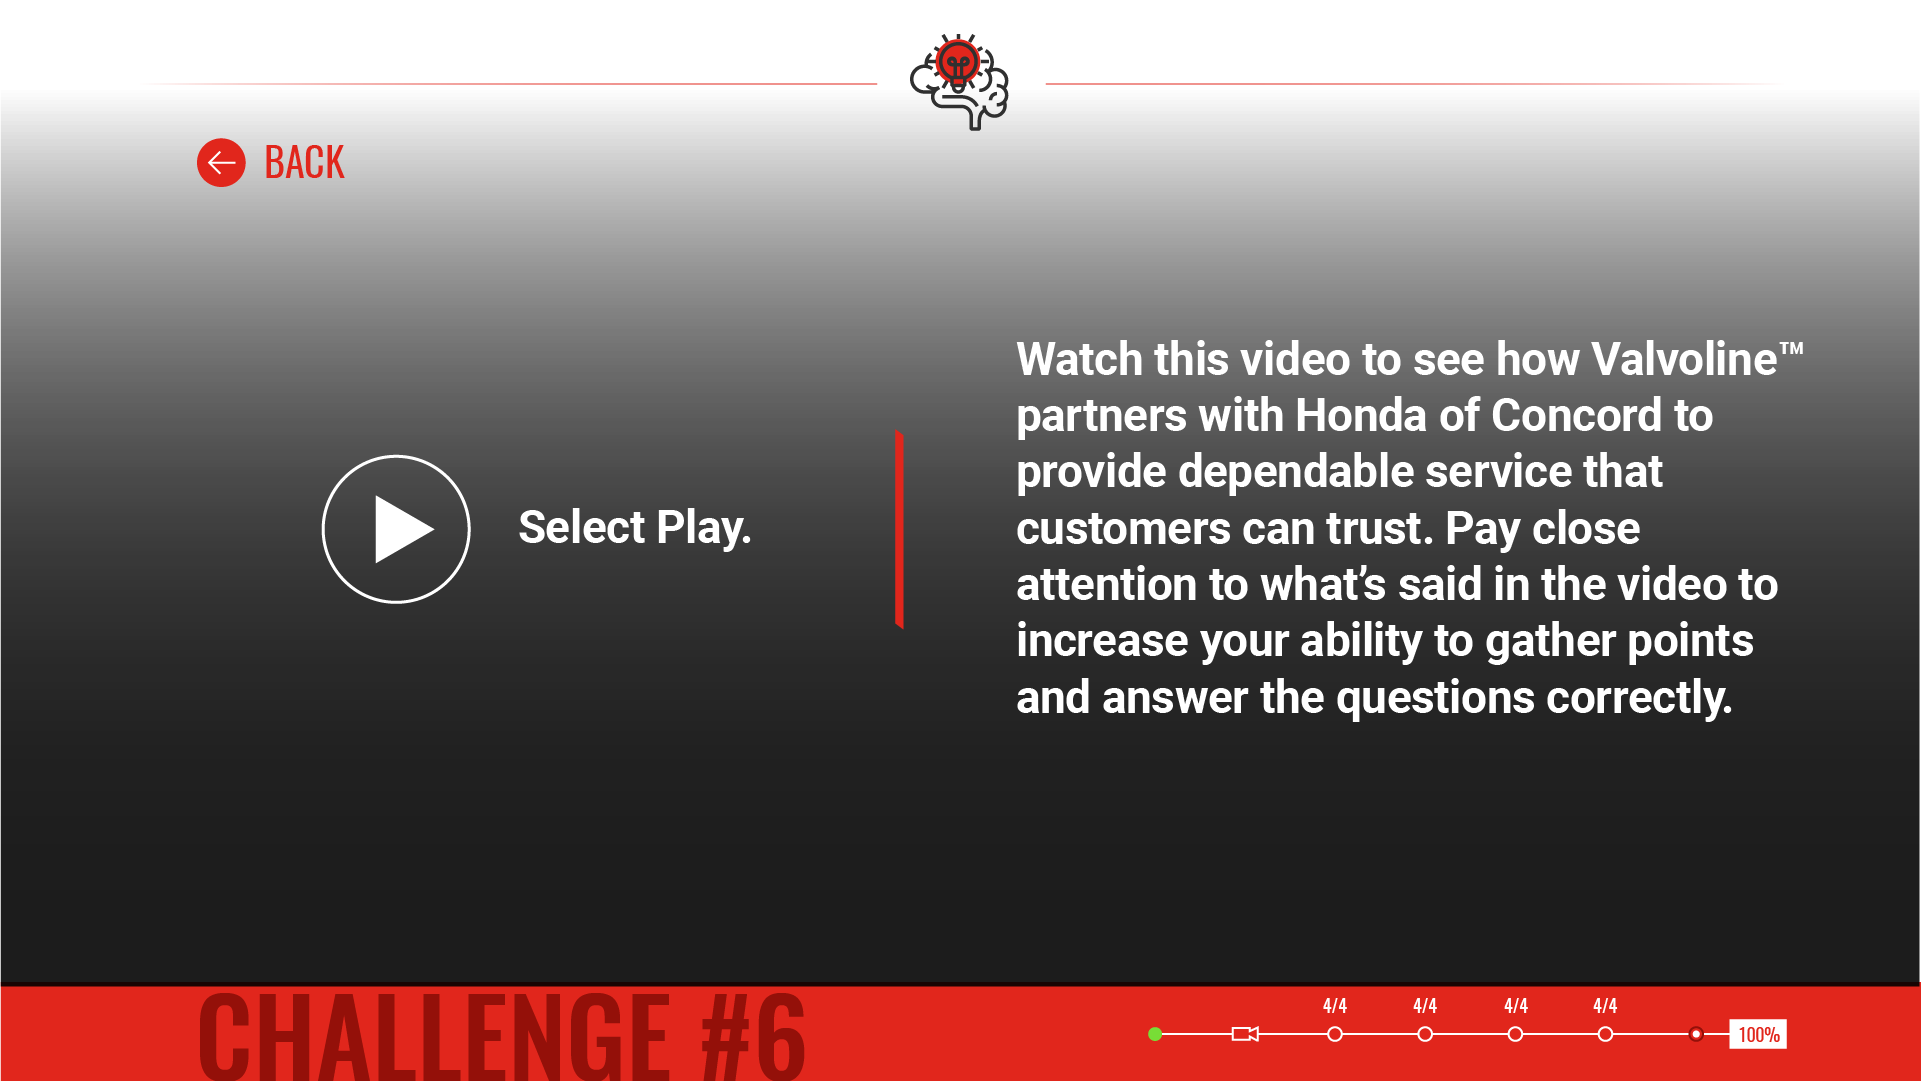 BACK
Select Play.
Watch this video to see how Valvoline™
partners with Honda of Concord to
provide dependable service that
customers can trust. Pay close
attention to what’s said in the video to
increase your ability to gather points
and answer the questions correctly.
CHALLENGE #6
4/4 4/4 4/4 4/4
100%